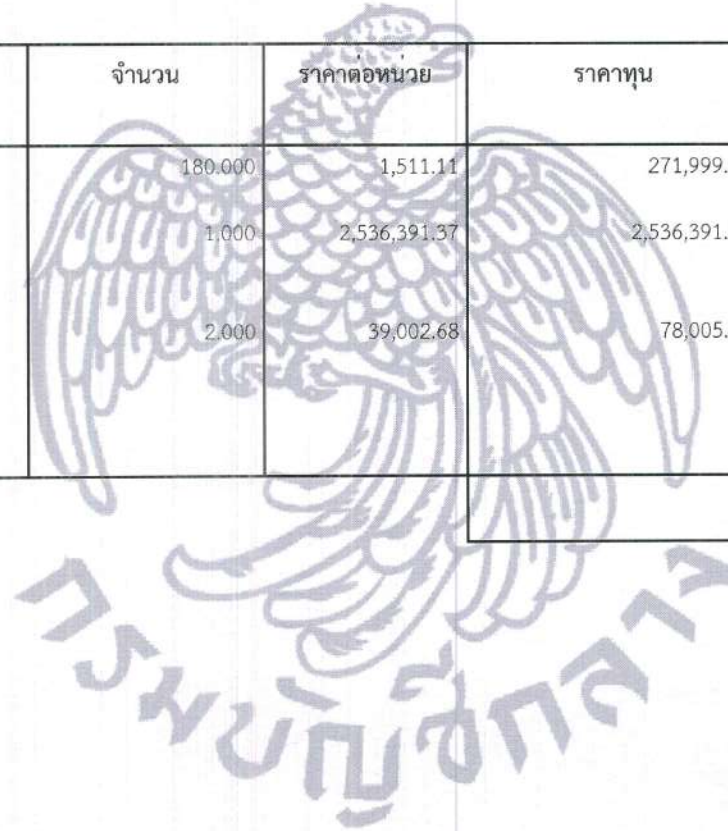 จำนวน ราคาต่อหน่วย ราคาทุน
180.000 1,511.11 271,999.
1.000 2,536,391.37 2,536,391.
2.000 39,002.68 78,005.
กรมบัญชีกลาง